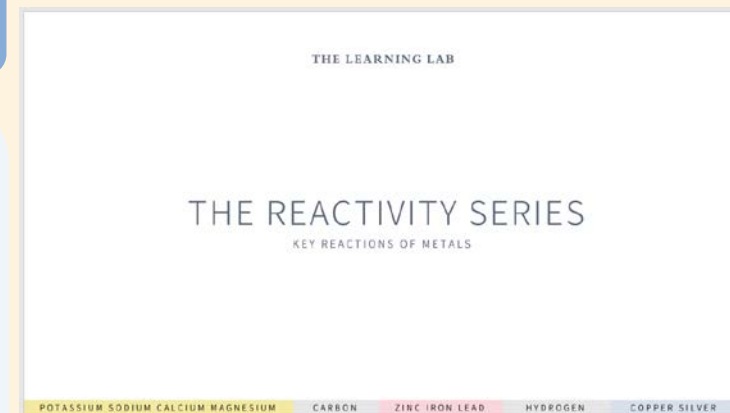 THE LEARNING LAB
THE REACTIVITY SERIES
KEY REACTIONS OF METALS
POTASSIUM SODIUM CALCIUM MAGNESIUM CARBON ZINC IRON LEAD HYDROGEN COPPER SILVER